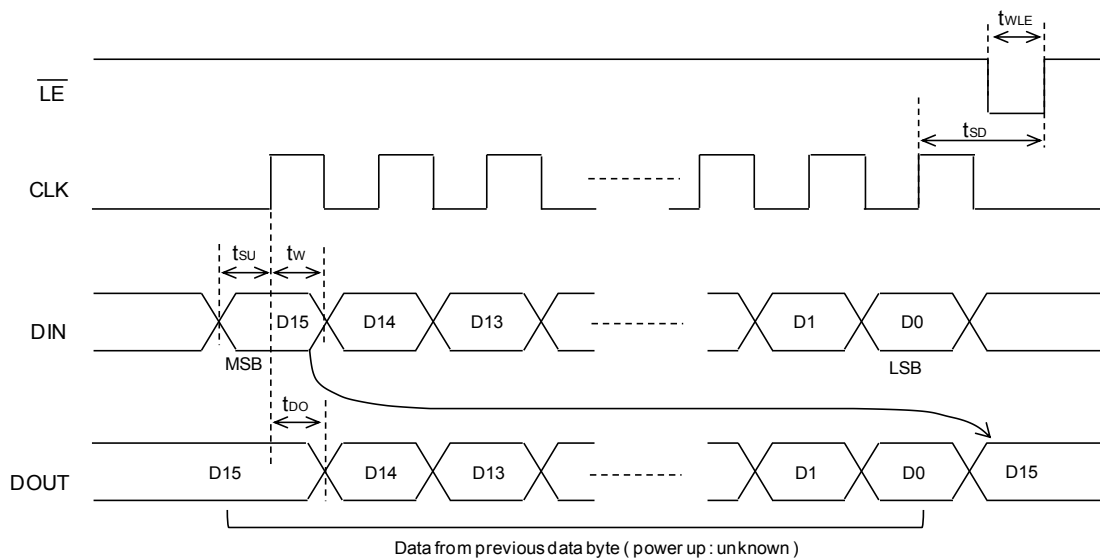 tWLE
LE
tSD
CLK
tSU tW
DIN D15 D14 D13 D1 D0
MSB LSB
tDO
DOUT D15 D14 D13 D1 D0 D15
Data from previous data byte ( power up : unknown )